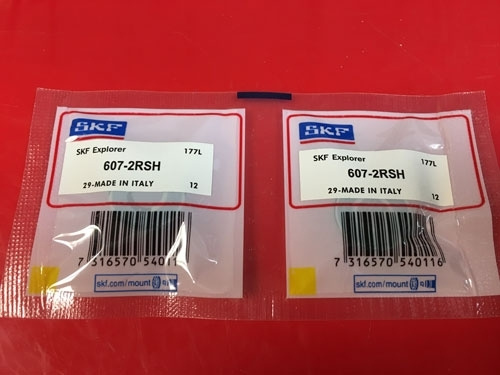 SKF
SKF Explorer 177L
607-2RSH
29-MADE IN ITALY 12
7 316570 540116
skf.com/mount
SKF
SKF Explorer 177L
607-2RSH
29-MADE IN ITALY 12
7 316570 540116
skf.com/mount